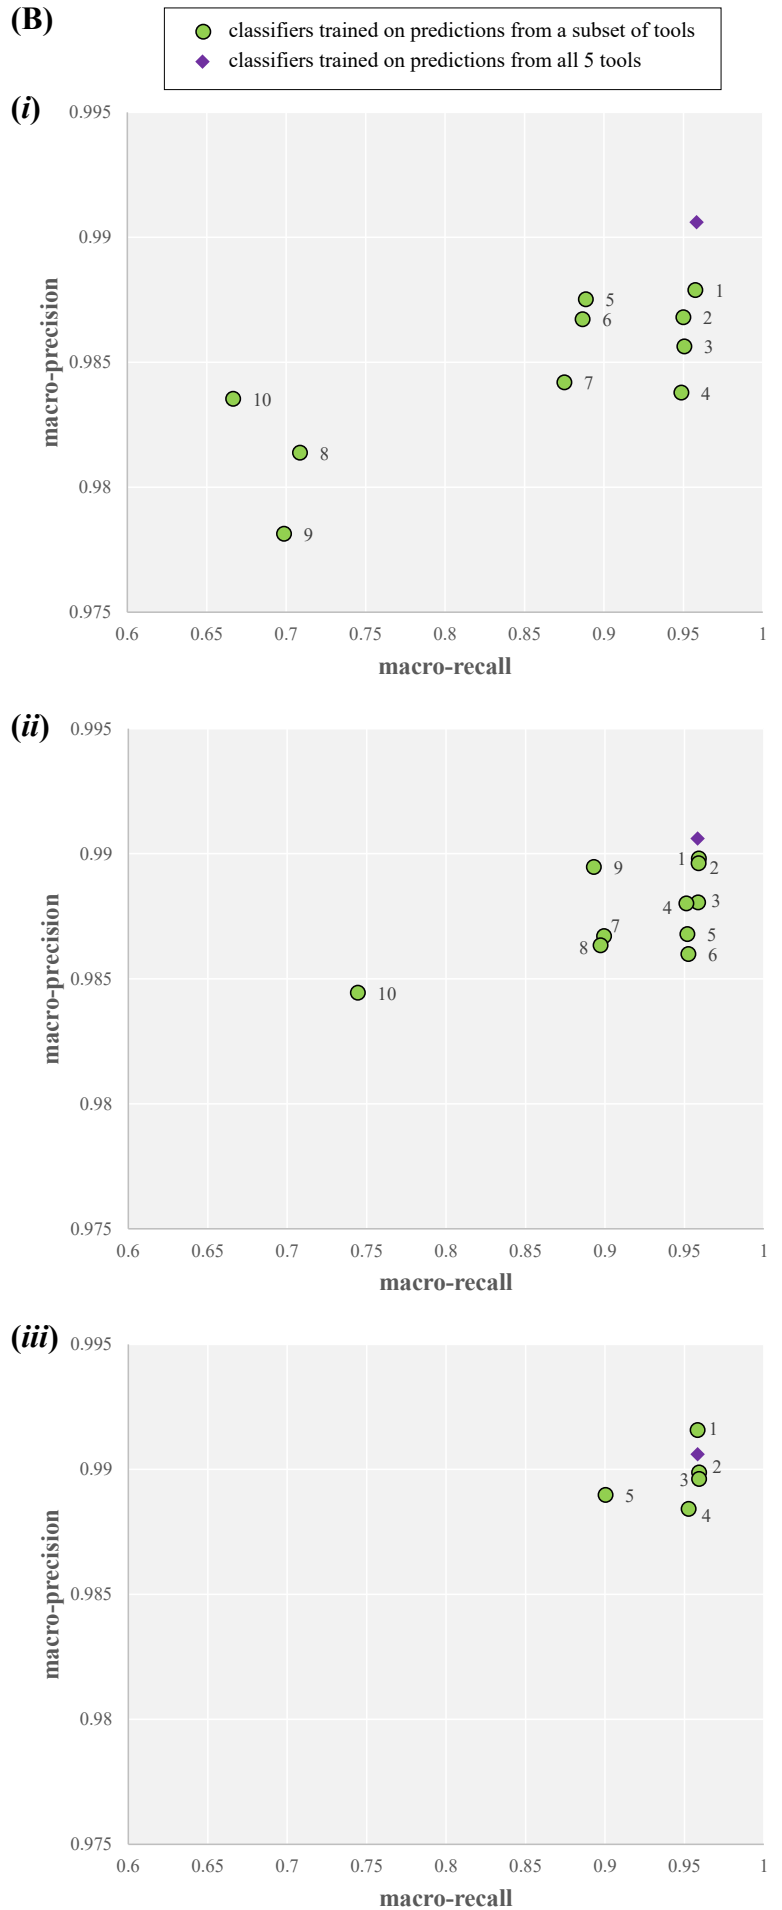 (B)
classifiers trained on predictions from a subset of tools
classifiers trained on predictions from all 5 tools
(i)
0.995
0.99
0.985
0.98
0.975
macro-precision
1
2
3
4
5
6
7
8
9
10
0.6 0.65 0.7 0.75 0.8 0.85 0.9 0.95 1
macro-recall
(ii)
0.995
0.99
0.985
0.98
0.975
macro-precision
1
2
3
4
5
6
7
8
9
10
0.6 0.65 0.7 0.75 0.8 0.85 0.9 0.95 1
macro-recall
(iii)
0.995
0.99
0.985
0.98
0.975
macro-precision
1
2
3
4
5
0.6 0.65 0.7 0.75 0.8 0.85 0.9 0.95 1
macro-recall